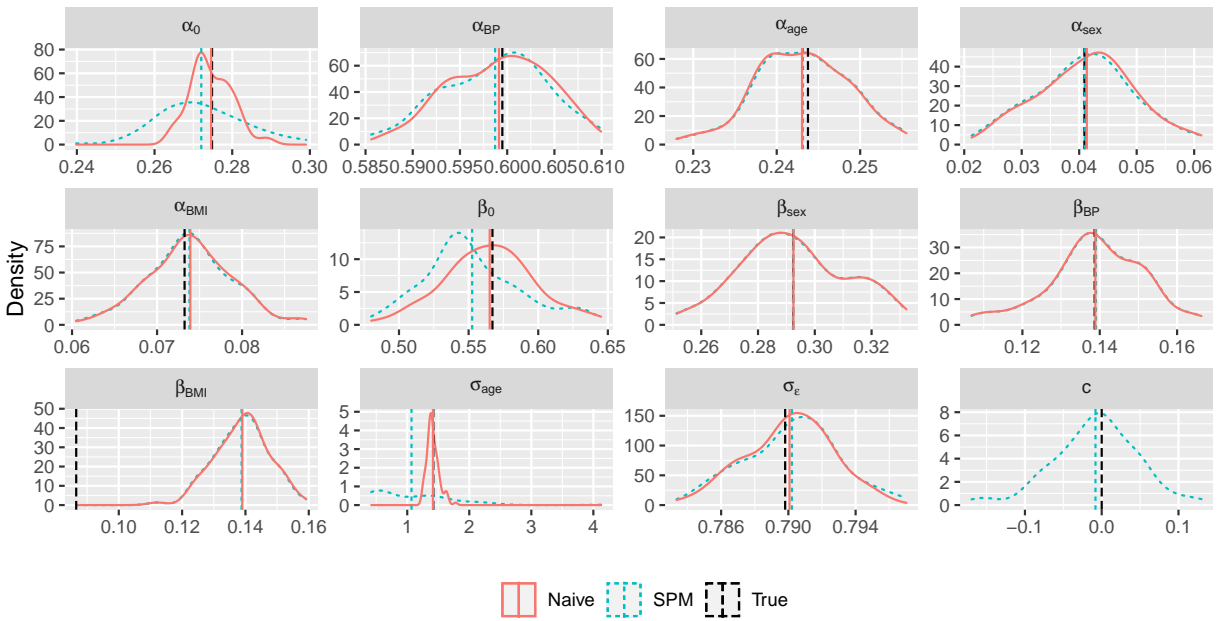 α0 αBP αage αsex
80 60 40 20 0
0.24 0.26 0.28 0.30
60 40 20 0
0.585 0.590 0.595 0.600 0.605 0.610
60 40 20 0
0.23 0.24 0.25
40 30 20 10 0
0.02 0.03 0.04 0.05 0.06
αBMI β0 βsex βBP
Density
75 50 25 0
0.06 0.07 0.08
10 5 0
0.50 0.55 0.60 0.65
20 15 10 5 0
0.26 0.28 0.30 0.32
30 20 10 0
0.12 0.14 0.16
βBMI σage σε c
50 40 30 20 10 0
0.10 0.12 0.14 0.16
5 4 3 2 1 0
1 2 3 4
150 100 50 0
0.786 0.790 0.794
8 6 4 2 0
−0.1 0.0 0.1
Naive SPM True